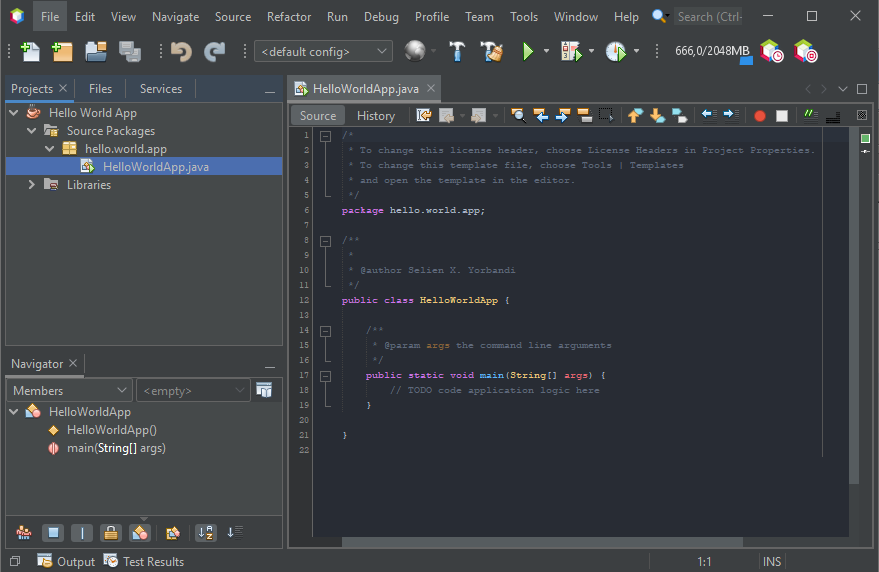 File Edit View Navigate Source Refactor Run Debug Profile Team Tools Window Help Search (Ctrl-
<default config> 666,0/2048MB
Projects Files Services
Hello World App
Source Packages
hello.world.app
HelloWorldApp.java
Libraries
Navigator
Members <empty>
HelloWorldApp
HelloWorldApp()
main(String[] args)
HelloWorldApp.java
Source History
1 /*
2 * To change this license header, choose License Headers in Project Properties.
3 * To change this template file, choose Tools | Templates
4 * and open the template in the editor.
5 */
6 package hello.world.app;
7
8 /**
9 *
10 * @author Selien X. Yorbandi
11 */
12 public class HelloWorldApp {
13
14 /**
15 * @param args the command line arguments
16 */
17 public static void main(String[] args) {
18 // TODO code application logic here
19 }
20
21 }
22
Output Test Results 1:1 INS